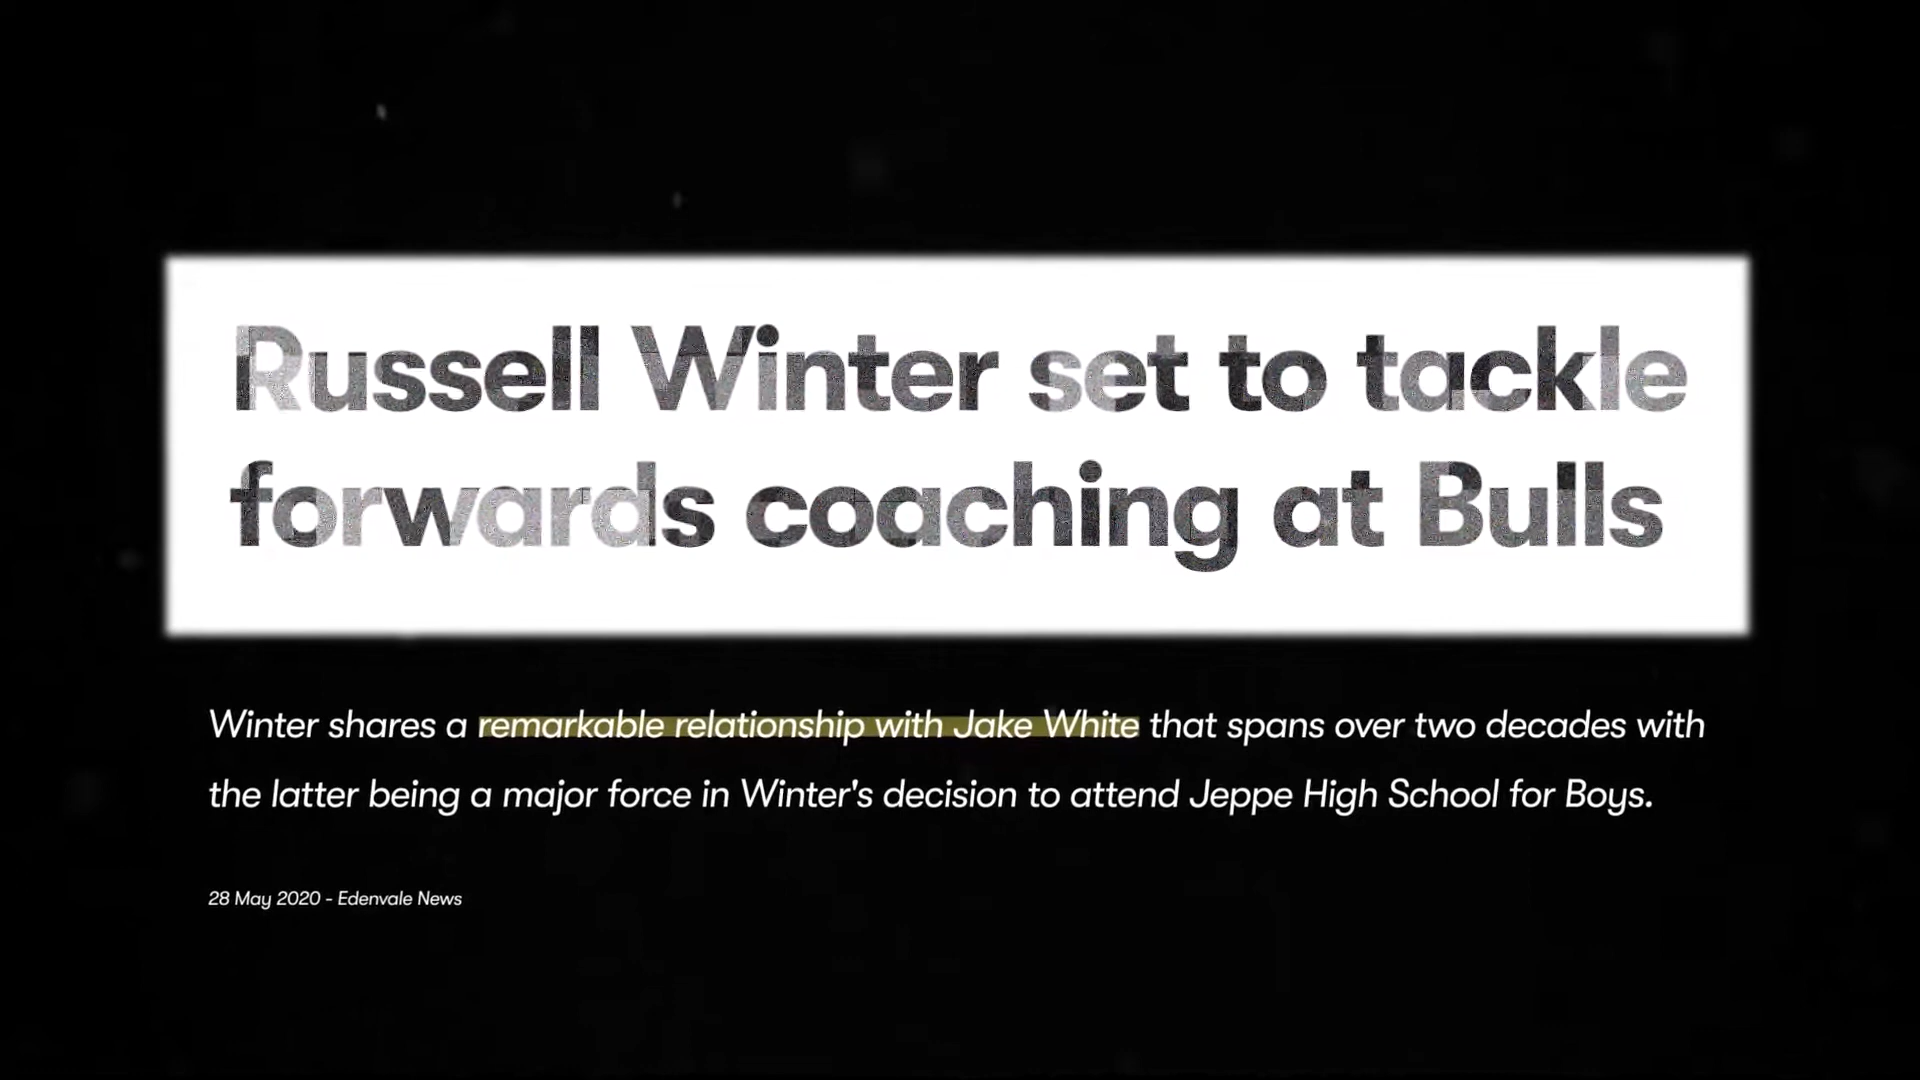 Russell Winter set to tackle
forwards coaching at Bulls
Winter shares a remarkable relationship with Jake White that spans over two decades with
the latter being a major force in Winter's decision to attend Jeppe High School for Boys.
28 May 2020 - Edenvale News